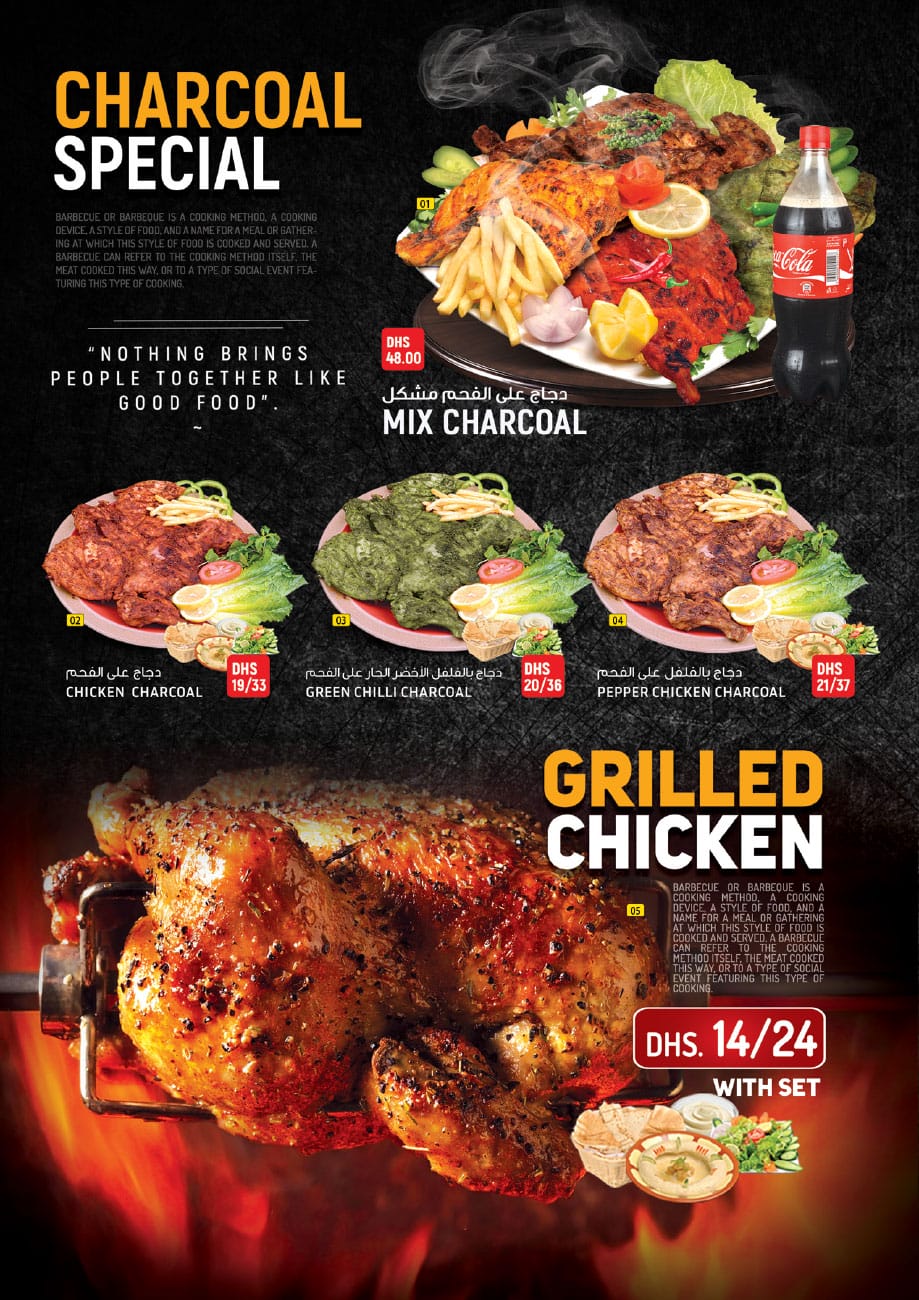 CHARCOAL
SPECIAL
BARBECUE OR BARBEQUE IS A COOKING METHOD, A COOKING
DEVICE, A STYLE OF FOOD, AND A NAME FOR A MEAL OR GATHER-
ING AT WHICH THIS STYLE OF FOOD IS COOKED AND SERVED. A
BARBECUE CAN REFER TO THE COOKING METHOD ITSELF, THE
MEAT COOKED THIS WAY, OR TO A TYPE OF SOCIAL EVENT FEA-
TURING THIS TYPE OF COOKING.
"NOTHING BRINGS
PEOPLE TOGETHER LIKE
GOOD FOOD".
~
01
Coca Cola
DHS
48.00
دجاج على الفحم مشكل
MIX CHARCOAL
02
دجاج على الفحم
CHICKEN CHARCOAL
DHS
19/33
03
دجاج بالفلفل الأخضر الحار على الفحم
GREEN CHILLI CHARCOAL
DHS
20/36
04
دجاج بالفلفل على الفحم
PEPPER CHICKEN CHARCOAL
DHS
21/37
GRILLED
CHICKEN
05
BARBECUE OR BARBEQUE IS A
COOKING METHOD, A COOKING
DEVICE, A STYLE OF FOOD, AND A
NAME FOR A MEAL OR GATHERING
AT WHICH THIS STYLE OF FOOD IS
COOKED AND SERVED. A BARBECUE
CAN REFER TO THE COOKING
METHOD ITSELF, THE MEAT COOKED
THIS WAY, OR TO A TYPE OF SOCIAL
EVENT FEATURING THIS TYPE OF
COOKING.
DHS. 14/24
WITH SET